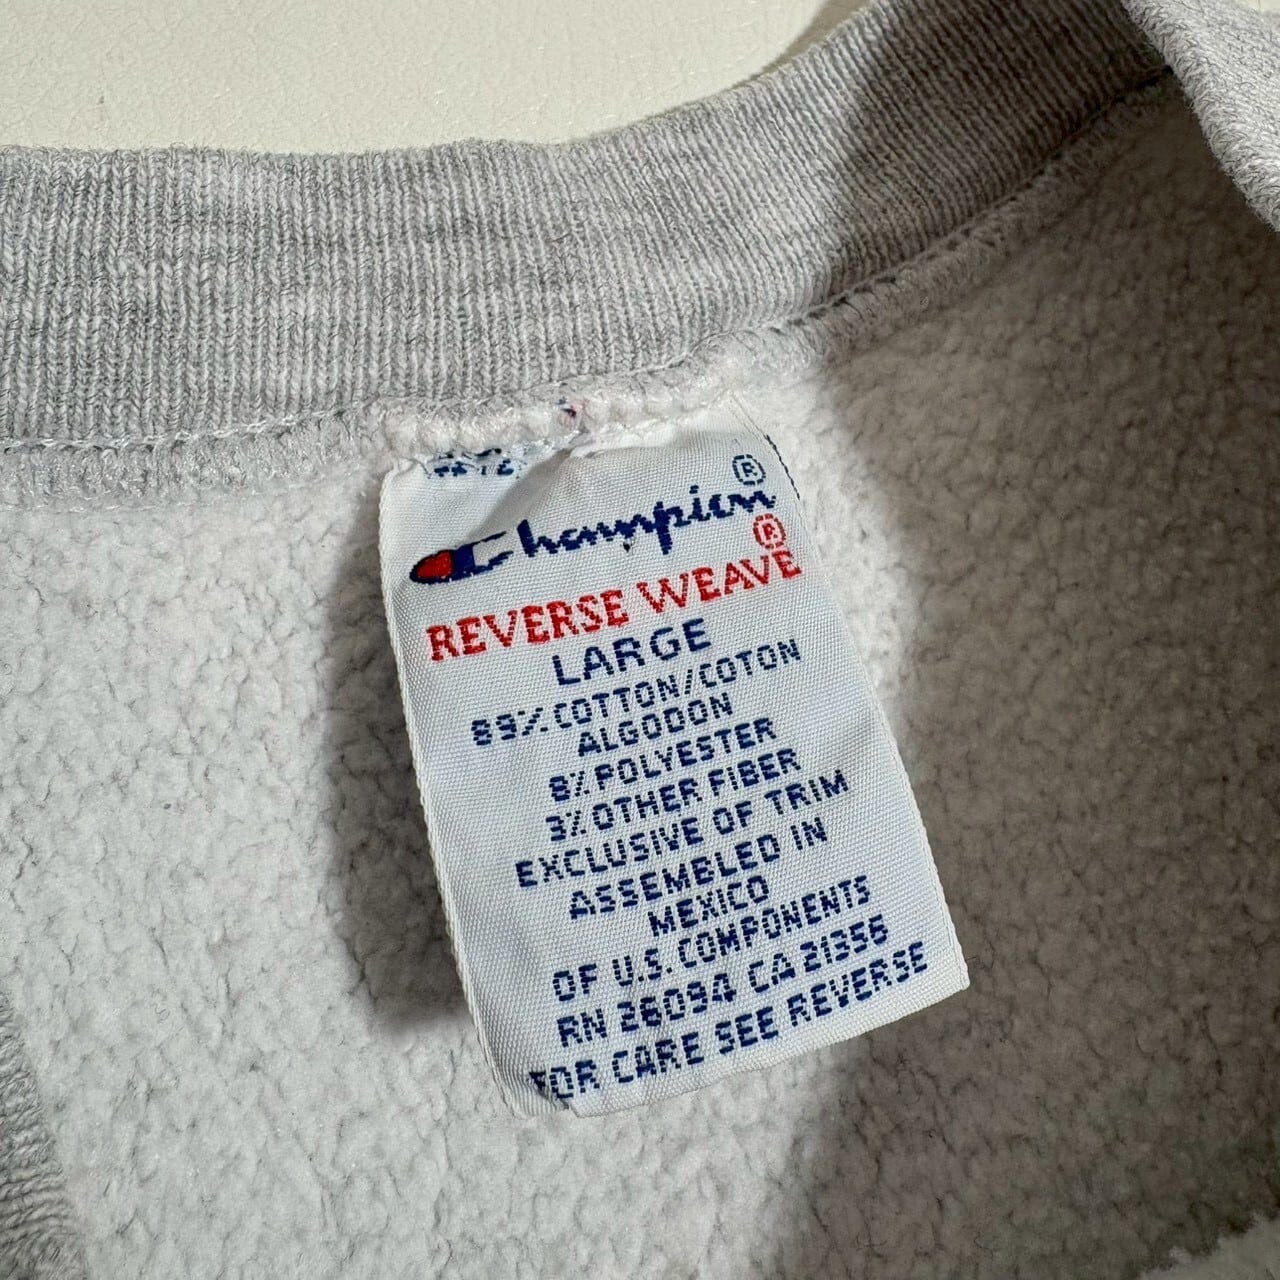 Champion®
REVERSE WEAVE®
LARGE
89% COTTON/COTON
ALGODON
8% POLYESTER
3% OTHER FIBER
EXCLUSIVE OF TRIM
ASSEMBLED IN
MEXICO
OF U.S. COMPONENTS
RN 26094 CA 21356
FOR CARE SEE REVERSE